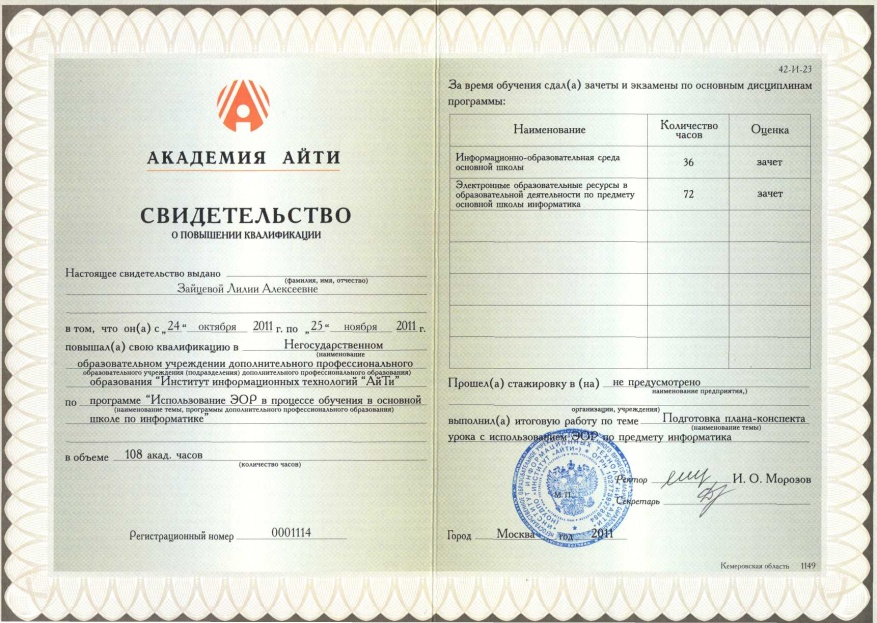 АКАДЕМИЯ АЙТИ
СВИДЕТЕЛЬСТВО
О ПОВЫШЕНИИ КВАЛИФИКАЦИИ
Настоящее свидетельство выдано
(фамилия, имя, отчество)
Зайцевой Лилии Алексеевне
в том, что он(а) с „24“ октября 2011 г. по „25“ ноября 2011 г.
повышал(а) свою квалификацию в Негосударственном
(наименование
образовательном учреждении дополнительного профессионального
образовательного учреждения (подразделения) дополнительного профессионального образования)
образования “Институт информационных технологий “АйТи”
по программе “Использование ЭОР в процессе обучения в основной
(наименование темы, программы дополнительного профессионального образования)
школе по информатике”
в объеме 108 акад. часов
(количество часов)
Регистрационный номер 0001114
42-И-23
За время обучения сдал(а) зачеты и экзамены по основным дисциплинам
программы:
Наименование Количество часов Оценка
Информационно-образовательная среда
основной школы 36 зачет
Электронные образовательные ресурсы в
образовательной деятельности по предмету
основной школы информатика 72 зачет
Прошел(а) стажировку в (на) не предусмотрено
(наименование предприятия,)
организации, учреждения)
выполнил(а) итоговую работу по теме Подготовка плана-конспекта
(наименование темы)
урока с использованием ЭОР по предмету информатика
Ректор И. О. Морозов
М. П.
Секретарь
Город Москва год 2011
Кемеровская область 1149